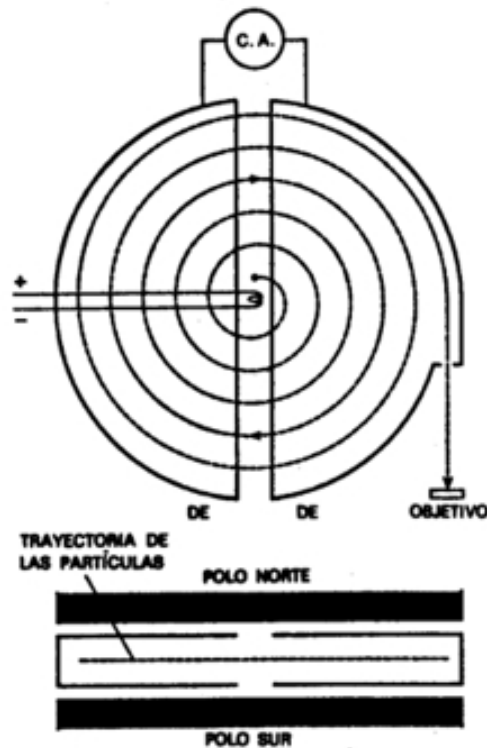 C. A.
+
−
DE DE OBJETIVO
TRAYECTORIA DE
LAS PARTÍCULAS
POLO NORTE
POLO SUR